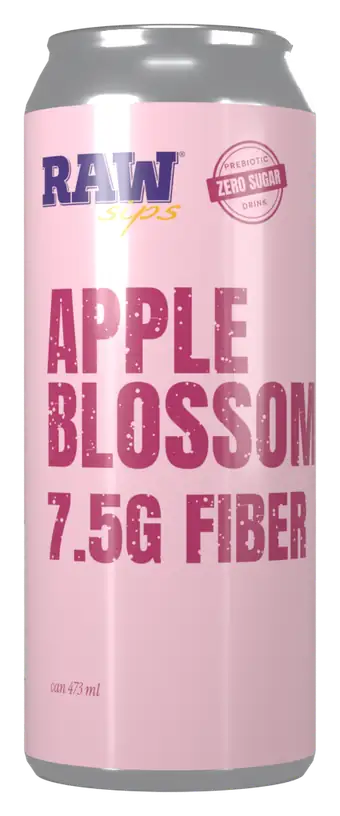 RAW®
sips
PREBIOTIC
ZERO SUGAR
DRINK
APPLE
BLOSSOM
7.5G FIBER
can 473 ml